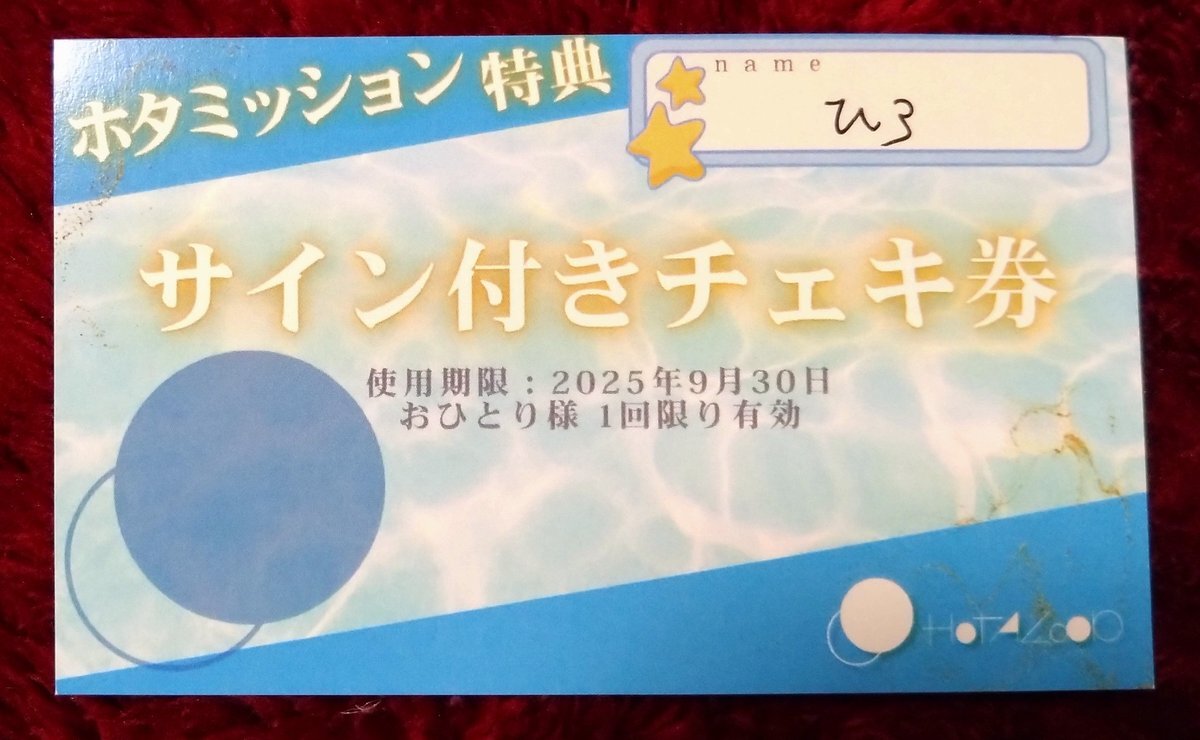 ホタミッション 特典
name
ひろ
サイン付きチェキ券
使用期限：2025年9月30日
おひとり様 1回限り有効